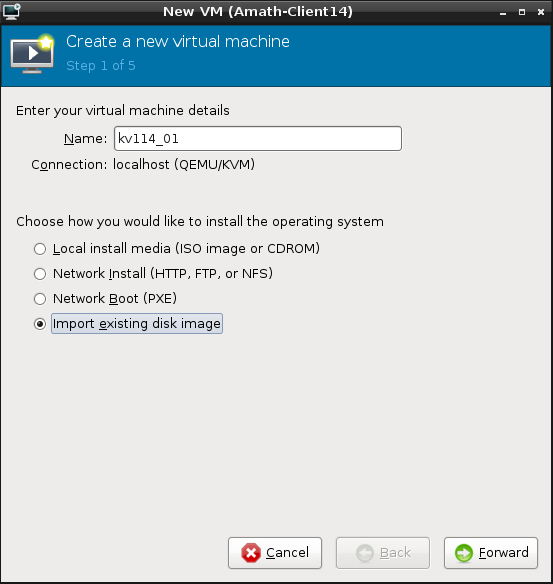 New VM (Amath-Client14)
Create a new virtual machine
Step 1 of 5
Enter your virtual machine details
Name: kv114_01
Connection: localhost (QEMU/KVM)
Choose how you would like to install the operating system
Local install media (ISO image or CDROM)
Network Install (HTTP, FTP, or NFS)
Network Boot (PXE)
Import existing disk image
Cancel Back Forward